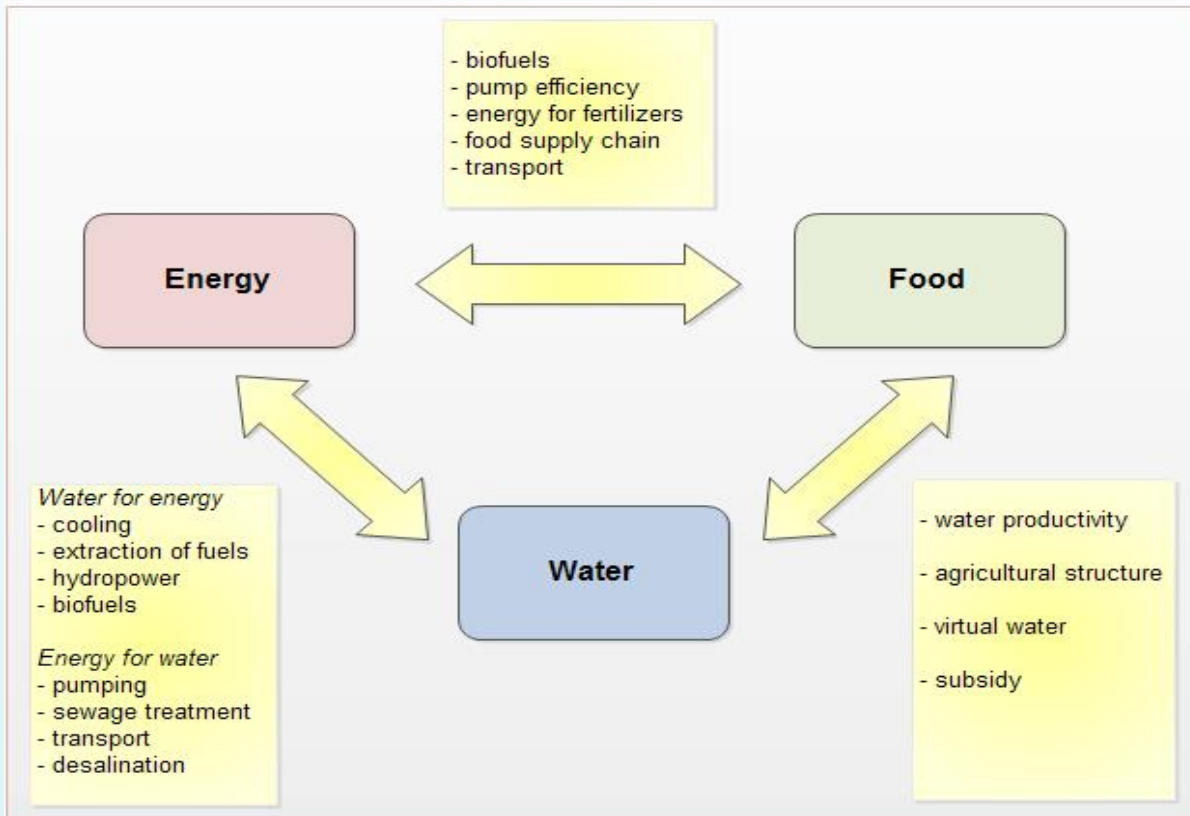 - biofuels
- pump efficiency
- energy for fertilizers
- food supply chain
- transport
Energy
Food
Water for energy
- cooling
- extraction of fuels
- hydropower
- biofuels
Energy for water
- pumping
- sewage treatment
- transport
- desalination
Water
- water productivity
- agricultural structure
- virtual water
- subsidy